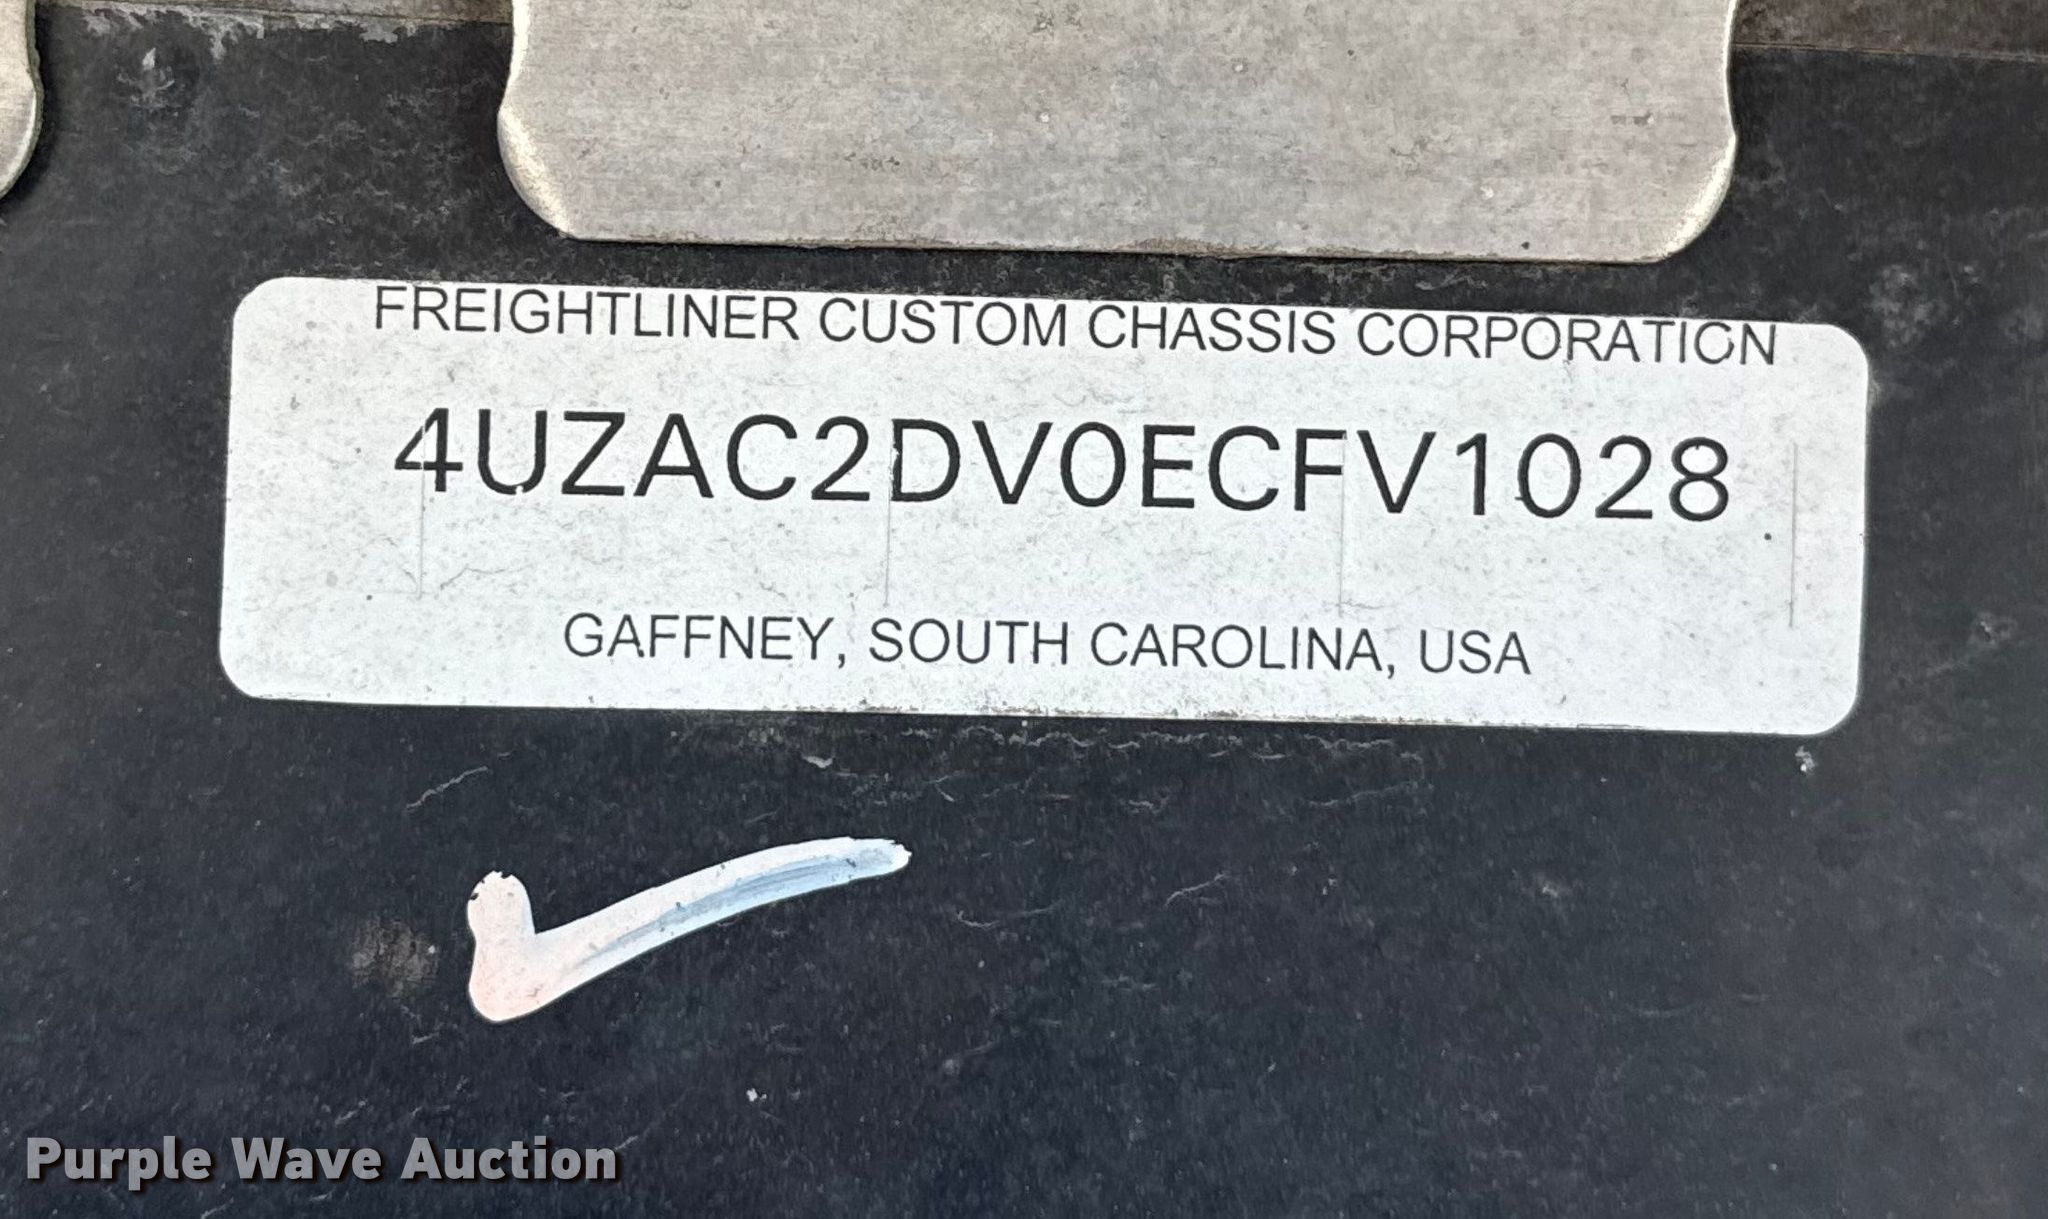 FREIGHTLINER CUSTOM CHASSIS CORPORATION
4UZAC2DV0ECFV1028
GAFFNEY, SOUTH CAROLINA, USA
Purple Wave Auction